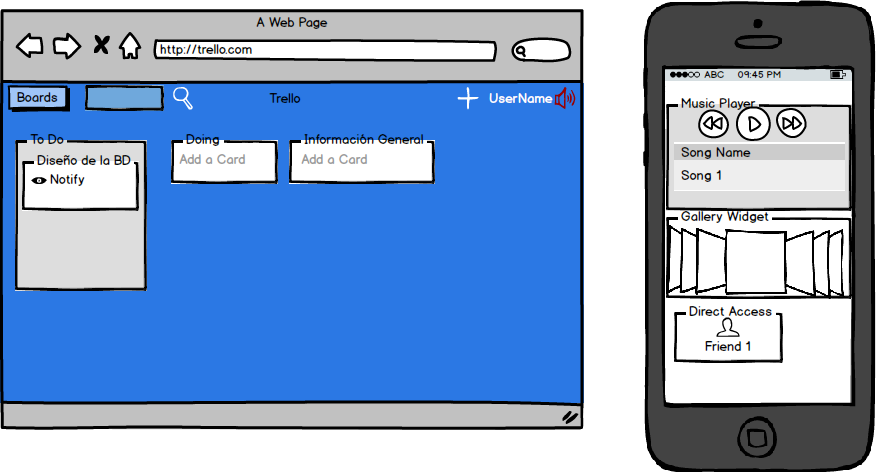 A Web Page
http://trello.com
Boards
Trello
UserName
To Do
Doing
Información General
Diseño de la BD
Add a Card
Add a Card
Notify
ABC 09:45 PM
Music Player
Song Name
Song 1
Gallery Widget
Direct Access
Friend 1